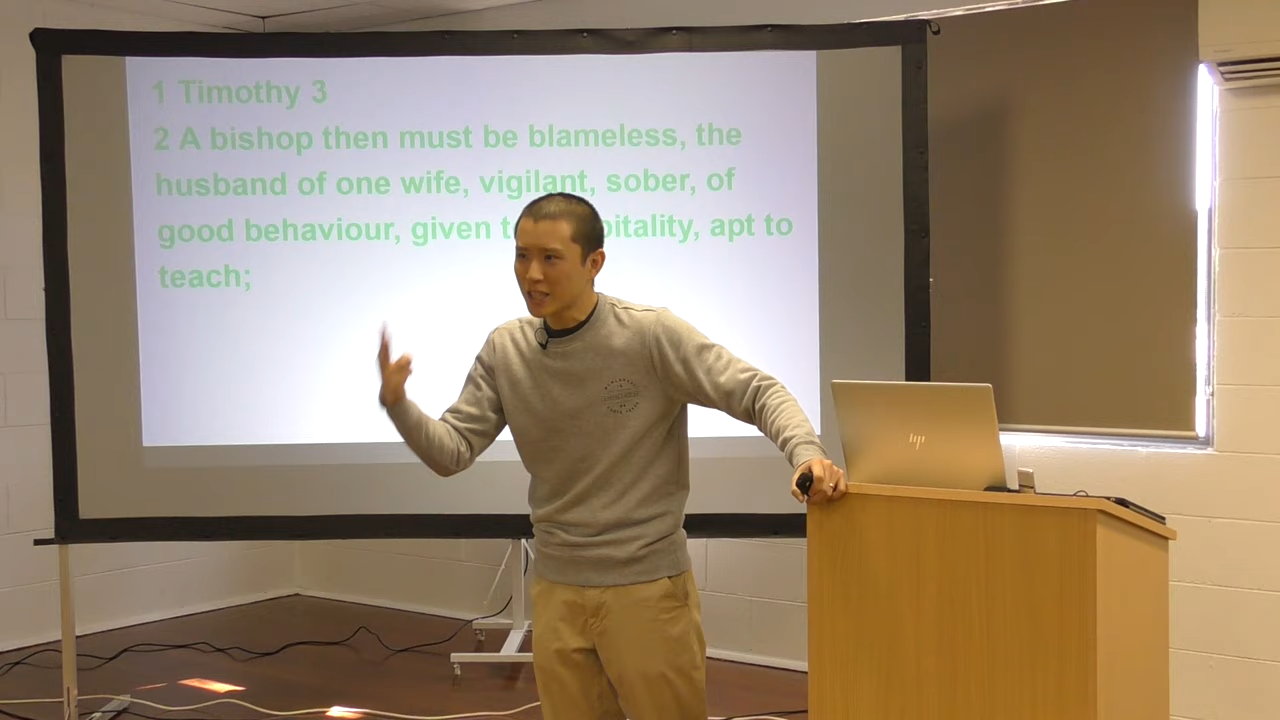 1 Timothy 3
2 A bishop then must be blameless, the
husband of one wife, vigilant, sober, of
good behaviour, given pitality, apt to
teach;
hp